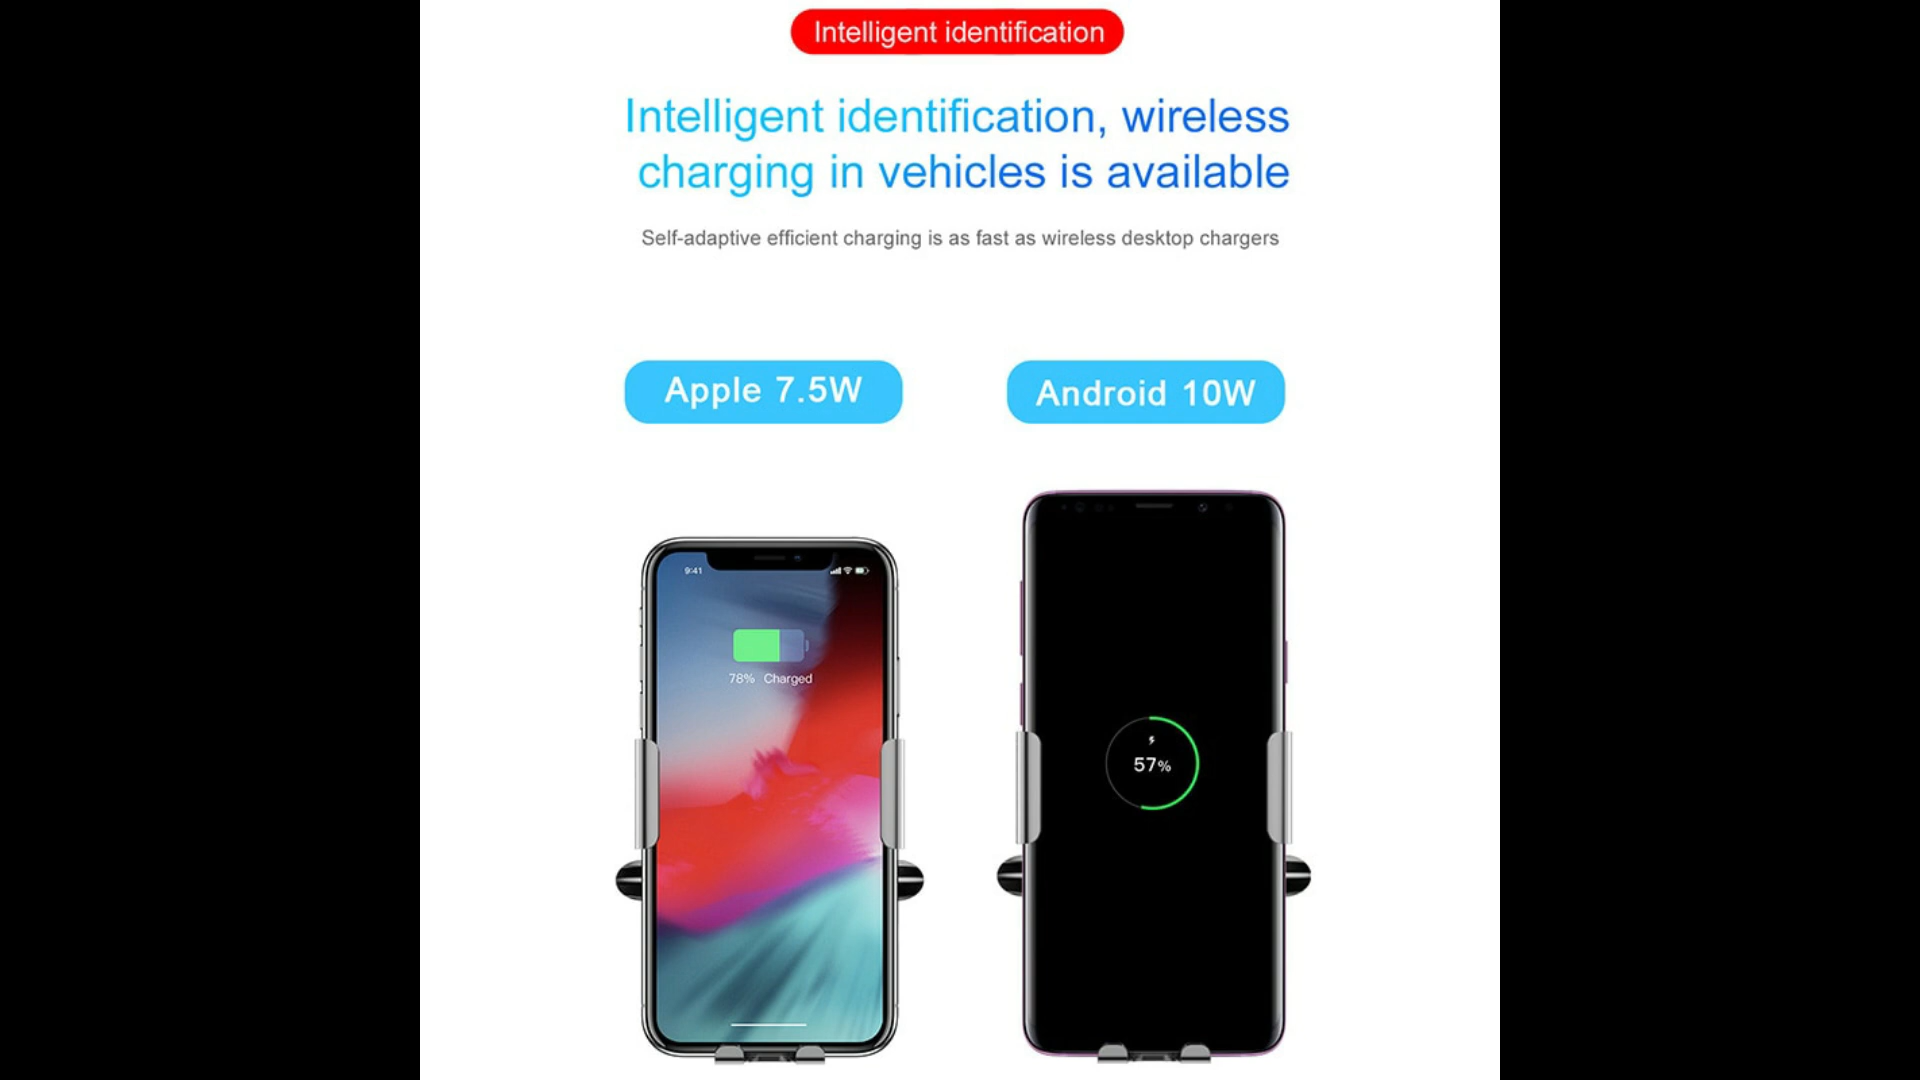 Intelligent identification
Intelligent identification, wireless
charging in vehicles is available
Self-adaptive efficient charging is as fast as wireless desktop chargers
Apple 7.5W
Android 10W
9:41
78% Charged
57%